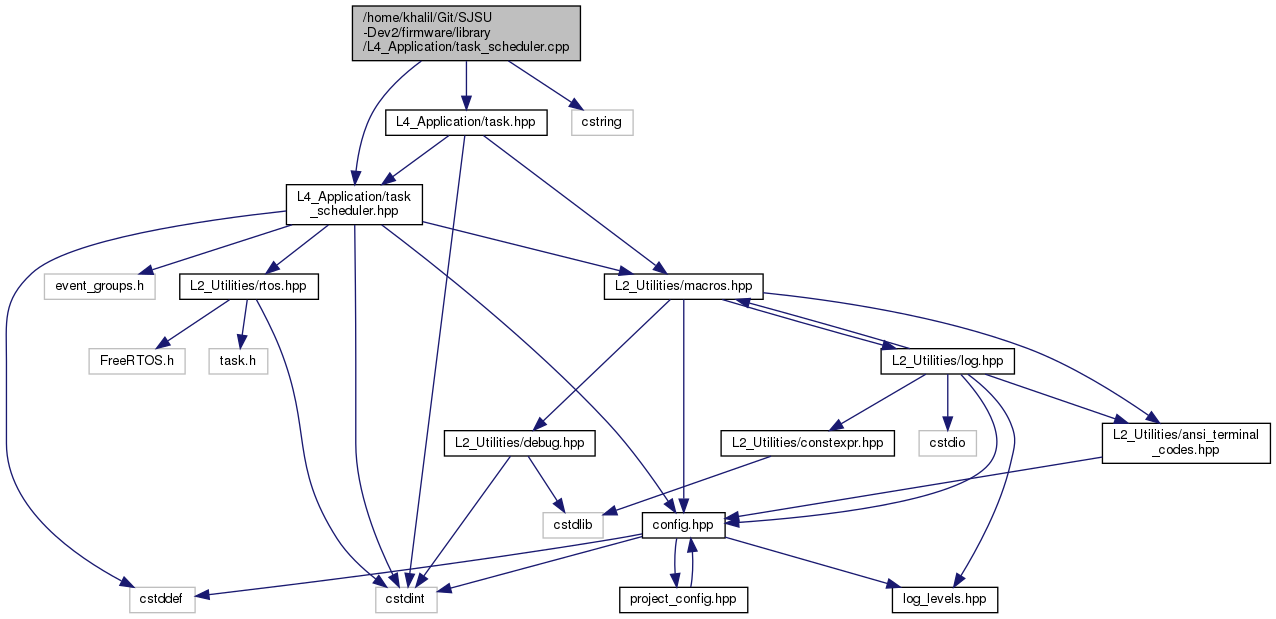 /home/khalil/Git/SJSU
-Dev2/firmware/library
/L4_Application/task_scheduler.cpp
L4_Application/task.hpp
cstring
L4_Application/task
_scheduler.hpp
event_groups.h
L2_Utilities/rtos.hpp
L2_Utilities/macros.hpp
FreeRTOS.h
task.h
L2_Utilities/log.hpp
L2_Utilities/debug.hpp
L2_Utilities/constexpr.hpp
cstdio
L2_Utilities/ansi_terminal
_codes.hpp
cstdlib
config.hpp
cstddef
cstdint
project_config.hpp
log_levels.hpp